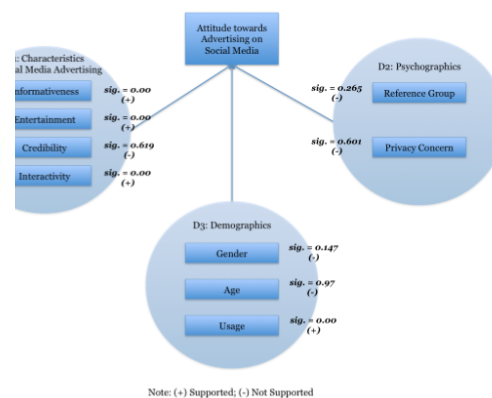 Attitude towards
Advertising on
Social Media
: Characteristics
al Media Advertising
nformativeness
sig. = 0.00
(+)
Entertainment
sig. = 0.00
(+)
Credibility
sig. = 0.619
(-)
Interactivity
sig. = 0.00
(+)
D2: Psychographics
sig. = 0.265
(-)
Reference Group
sig. = 0.601
(-)
Privacy Concern
D3: Demographics
Gender
sig. = 0.147
(-)
Age
sig. = 0.97
(-)
Usage
sig. = 0.00
(+)
Note: (+) Supported; (-) Not Supported